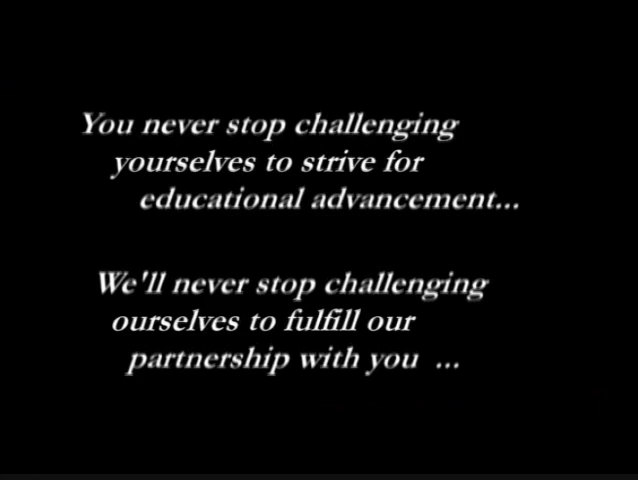 You never stop challenging
yourselves to strive for
educational advancement...
We'll never stop challenging
ourselves to fulfill our
partnership with you ...